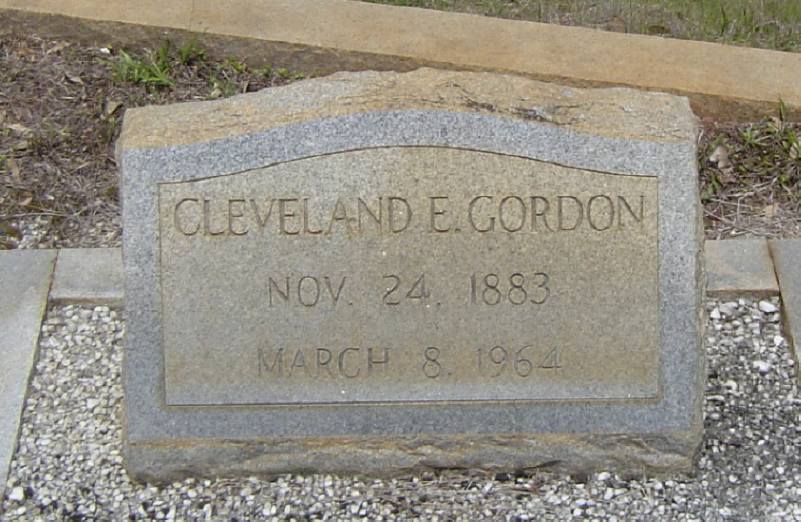 CLEVELAND E. GORDON
NOV. 24, 1883
MARCH 8, 1964